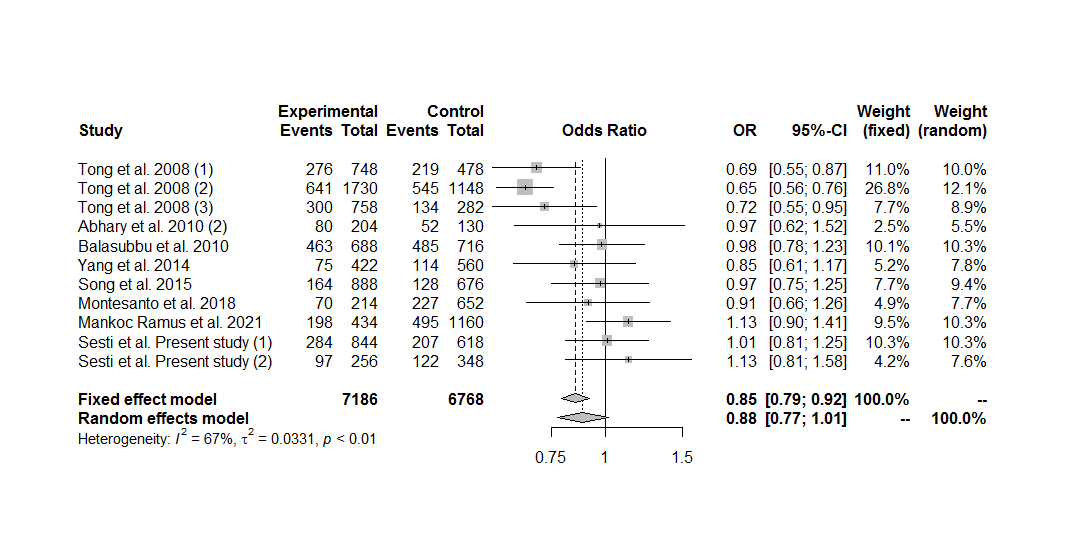 Experimental Control Weight Weight
Study Events Total Events Total Odds Ratio OR 95%-CI (fixed) (random)
Tong et al. 2008 (1) 276 748 219 478 0.69 [0.55; 0.87] 11.0% 10.0%
Tong et al. 2008 (2) 641 1730 545 1148 0.65 [0.56; 0.76] 26.8% 12.1%
Tong et al. 2008 (3) 300 758 134 282 0.72 [0.55; 0.95] 7.7% 8.9%
Abhary et al. 2010 (2) 80 204 52 130 0.97 [0.62; 1.52] 2.5% 5.5%
Balasubbu et al. 2010 463 688 485 716 0.98 [0.78; 1.23] 10.1% 10.3%
Yang et al. 2014 75 422 114 560 0.85 [0.61; 1.17] 5.2% 7.8%
Song et al. 2015 164 888 128 676 0.97 [0.75; 1.25] 7.7% 9.4%
Montesanto et al. 2018 70 214 227 652 0.91 [0.66; 1.26] 4.9% 7.7%
Mankoc Ramus et al. 2021 198 434 495 1160 1.13 [0.90; 1.41] 9.5% 10.3%
Sesti et al. Present study (1) 284 844 207 618 1.01 [0.81; 1.25] 10.3% 10.3%
Sesti et al. Present study (2) 97 256 122 348 1.13 [0.81; 1.58] 4.2% 7.6%
Fixed effect model 7186 6768 0.85 [0.79; 0.92] 100.0% --
Random effects model 0.88 [0.77; 1.01] -- 100.0%
Heterogeneity: I² = 67%, τ² = 0.0331, p < 0.01
0.75 1 1.5